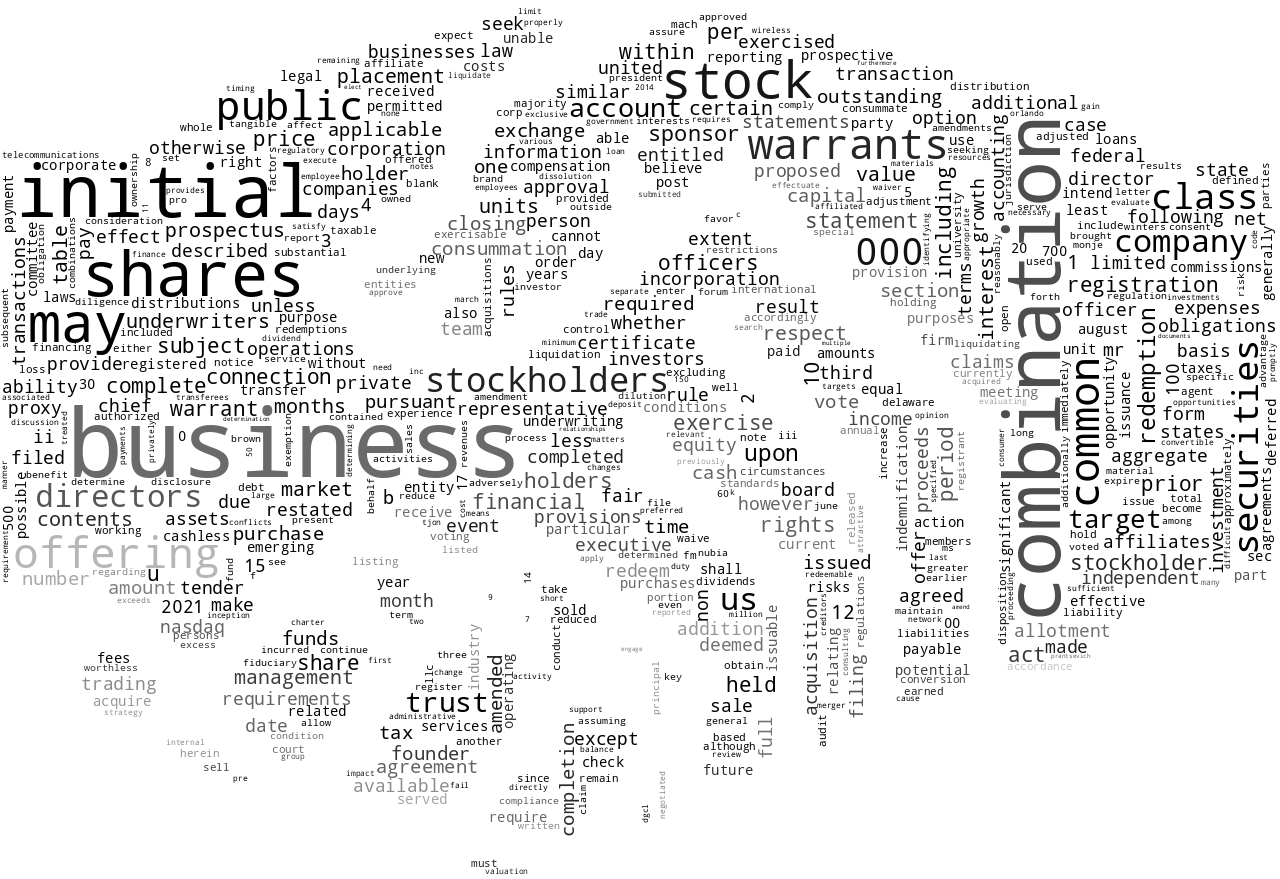 limit
approved
seek properly mach wireless
expect unable assure per exercised
businesses law within reporting prospective
remaining affiliate costs united furthermore
legal placement liquidate president stock transaction distribution
timing elect received similar 2014 outstanding additional gain
public none permitted majority account certain comply consummate orlando
corp exclusive government interests requires option
whole tangible affect applicable exchange various able sponsor statements party amendments case
otherwise price regulatory corporation information loan entitled warrants use adjusted loans
telecommunications corporate 8 set right factors execute offered one compensation dissolution believe materials seeking resources federal
initial employee holder notes brand approval post proposed value jurisdiction director results state
payment ownership provides pro companies owned blank employees provided submitted capital effectuate waiver 5 adjustment intend letter defined class parties
11 satisfy days 4 taxable units outside affiliated university serve least evaluate
committee obligation combinations consideration prospectus report 3 closing person favor c statement necessary following net
table pay effect described substantial exercisable cannot extent restrictions special include winters consent
transactions finance new consummation order day officers 000 identifying appropriate including growth accounting 20 700 brought monje company code
shares underlying entities approve acquisitions years investor rules incorporation provision reasonably used 1 limited commissions risk
laws diligence distributions unless march also team separate enter forum international section terms interest registration regulation investments
subsequent may underwriters included purpose redemptions trade required result accordingly holding purposes open forth officer august expenses
financing either subject operations dividend control whether search respect firm liquidating unit mr obligations documents
loss provide registered notice service without minimum certificate liquidation investors paid multiple amounts claims basis advantage promptly
ability 30 complete connection private need inc stockholders 150 excluding 10 third currently acquired opportunity issuance redemption 100 taxes specific
associated proxy chief transferees warrant transfer months pursuant amendment representative dilution deposit rule well targets equal meeting evaluating agent opportunities
discussion authorized determination contained experience relationships conditions 2 vote delaware common form deferred
ii treated payments privately 0 brown 50 exemption determining sales revenues underwriting exercise income opinion consumer long states convertible
filed business activities process less matters relevant note iii annual combination immediately additionally aggregate securities
manner benefit determine disclosure adversely completed changes equity upon increase material expire
directors due large debt market behalf entity 17 holders previously cash circumstances indemnification proceeds specified period registrant prior
500 contents assets conflicts restated present b reduce financial fair file preferred standards 60 k board issue total become investment approximately
possible working cashless purchase receive cost means provisions however june significant target among difficult agreements
requirement offering emerging tjon event particular time rights action hold voted affiliates
number regarding 15 see voting listed executive waive current released attractive offer members ms stockholder sec generally
u fund f listing apply determined fm nubia issued last greater earlier independent many part
amount tender redeem duty shall redeemable agreed disposition proceeding sufficient effective
exceeds 14 take purchases dividends risks maintain amend liability
2021 make inception year month 9 short portion non us million 12 network 00 allotment
nasdaq charter term two 7 sold reduced even reported addition creditors regulations liabilities act made
persons excess funds incurred continue industry conduct deemed issuable consulting payable prantsevich accordance
fees fiduciary share first three engage acquisition relating filing
worthless management llc change activity obtain potential conversion
trading requirements register amended operating principal key held earned
acquire related trust sale merger cause
strategy date allow administrative support general
condition tax services assuming based full audit
internal court another except although
herein group founder balance review
sell impact agreement completion check future
pre available fail since directly remain
served compliance claim negotiated
require written dgcl
must
valuation